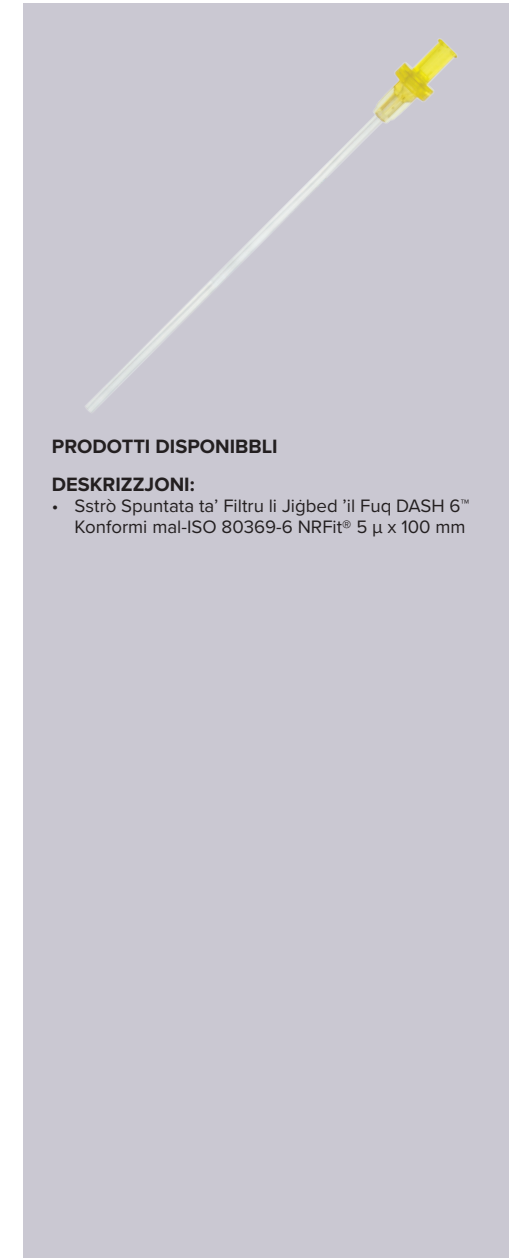 PRODOTTI DISPONIBBLI
DESKRIZZJONI:
• Sstrò Spuntata ta’ Filtru li Jiġbed ’il Fuq DASH 6™
Konformi mal-ISO 80369-6 NRFit® 5 µ x 100 mm